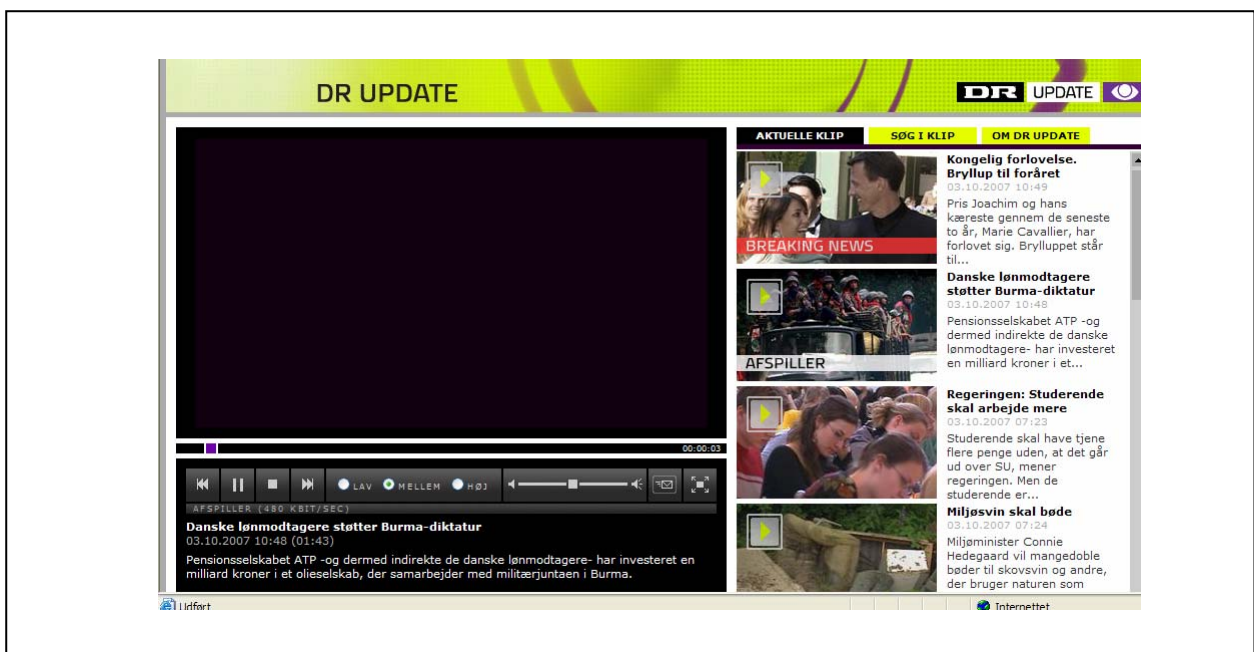 DR UPDATE
DR UPDATE
AKTUELLE KLIP SØG I KLIP OM DR UPDATE
BREAKING NEWS
Kongelig forlovelse.
Bryllup til foråret
03.10.2007 10:49
Pris Joachim og hans
kæreste gennem de seneste
to år, Marie Cavallier, har
forlovet sig. Brylluppet står
til...
AFSPILLER
Danske lønmodtagere
støtter Burma-diktatur
03.10.2007 10:48
Pensionsselskabet ATP -og
dermed indirekte de danske
lønmodtagere- har investeret
en milliard kroner i et...
Regeringen: Studerende
skal arbejde mere
03.10.2007 07:23
Studerende skal have tjene
flere penge uden, at det går
ud over SU, mener
regeringen. Men de
studerende er...
Miljøsvin skal bøde
03.10.2007 07:24
Miljøminister Connie
Hedegaard vil mangedoble
bøder til skovsvin og andre,
der bruger naturen som
00:00:03
LAV MELLEM HØJ
AFSPILLER (480 KBIT/SEC)
Danske lønmodtagere støtter Burma-diktatur
03.10.2007 10:48 (01:43)
Pensionsselskabet ATP -og dermed indirekte de danske lønmodtagere- har investeret en
milliard kroner i et olieselskab, der samarbejder med militærjuntaen i Burma.
Udført Internettet